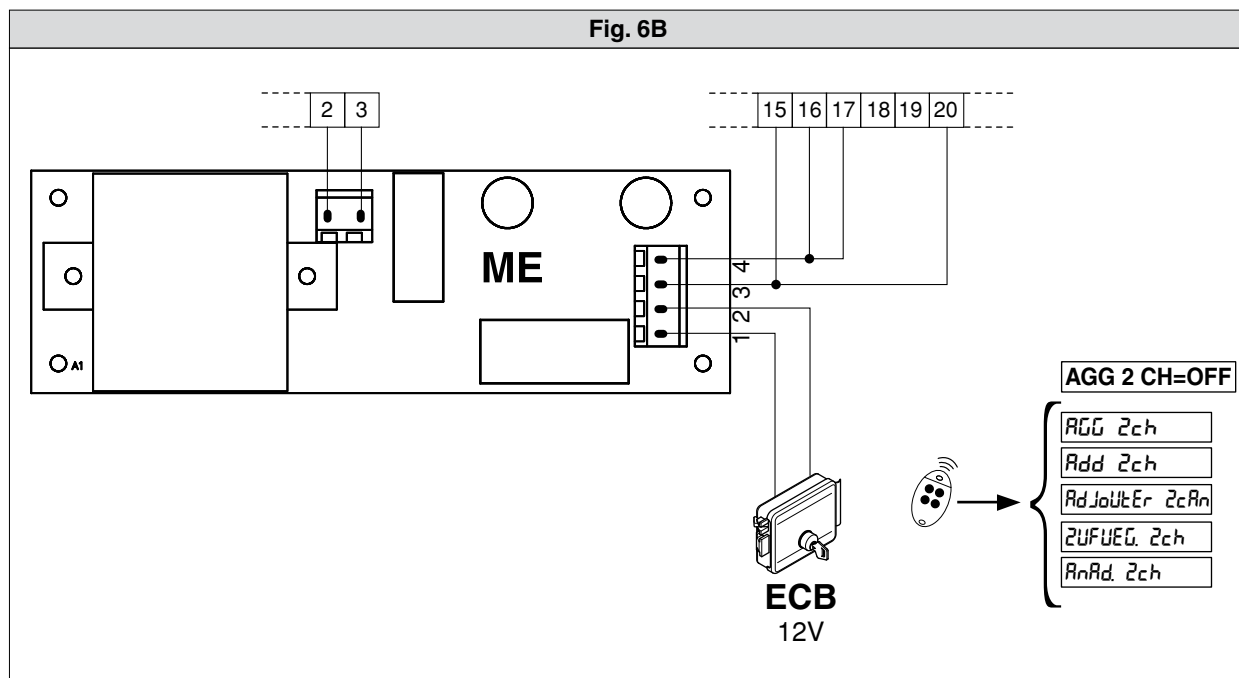 Fig. 6B
2 3
15 16 17 18 19 20
ME
4
3
2
1
A1
AGG 2 CH=OFF
AGG 2ch
Add 2ch
AdJoUtEr 2cAn
2UFUEG. 2ch
AnAd. 2ch
ECB
12V